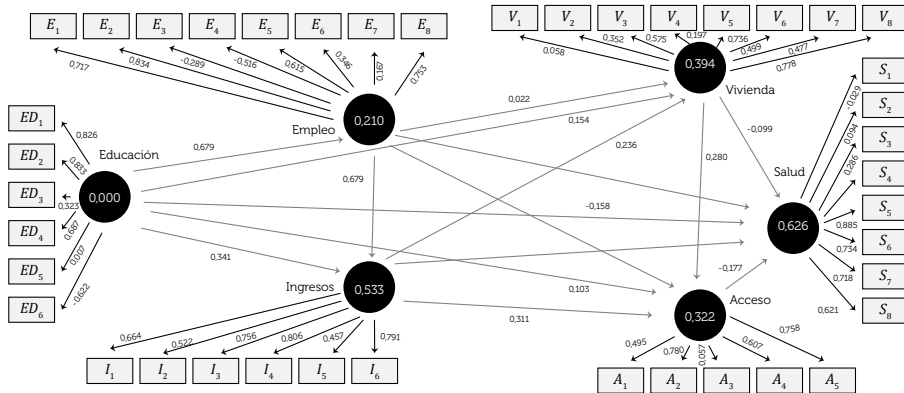 E₁ E₂ E₃ E₄ E₅ E₆ E₇ E₈
V₁ V₂ V₃ V₄ V₅ V₆ V₇ V₈
0,717 0,834 -0,289 -0,516 0,615 0,346 0,167 0,753
0,058 0,352 0,575 0,197 0,736 0,499 0,477 0,778
0,394
Vivienda
0,210
Empleo
S₁
S₂
S₃
S₄
S₅
S₆
S₇
S₈
-0,029
0,094
0,286
0,885
0,734
0,718
0,621
ED₁
ED₂
ED₃
ED₄
ED₅
ED₆
0,826
0,833
0,323
0,687
0,007
-0,622
Educación
0,000
0,679
0,022
0,154
0,236
-0,099
0,280
0,679
-0,158
0,341
0,103
0,311
-0,177
Salud
0,626
Ingresos
0,533
Acceso
0,322
0,664 0,522 0,756 0,806 0,457 0,791
I₁ I₂ I₃ I₄ I₅ I₆
0,495 0,780 0,057 0,607 0,758
A₁ A₂ A₃ A₄ A₅